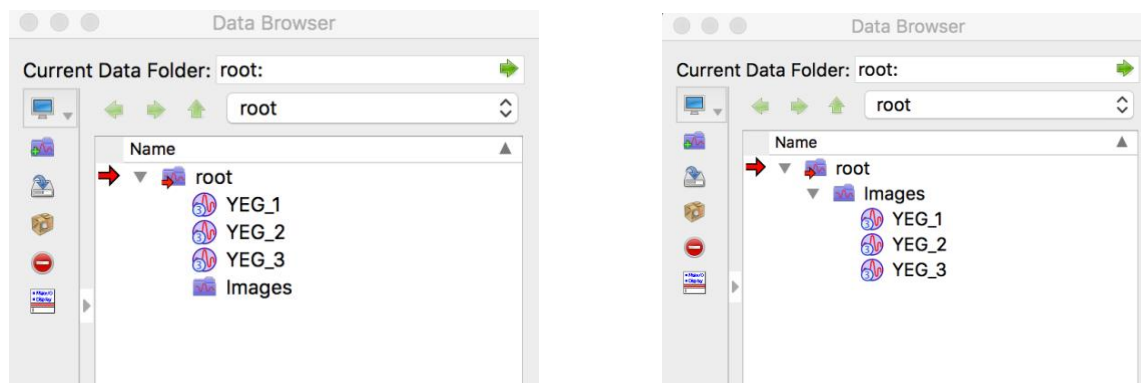 Data Browser
Current Data Folder: root:
root
Name
root
YEG_1
YEG_2
YEG_3
Images
Data Browser
Current Data Folder: root:
root
Name
root
Images
YEG_1
YEG_2
YEG_3